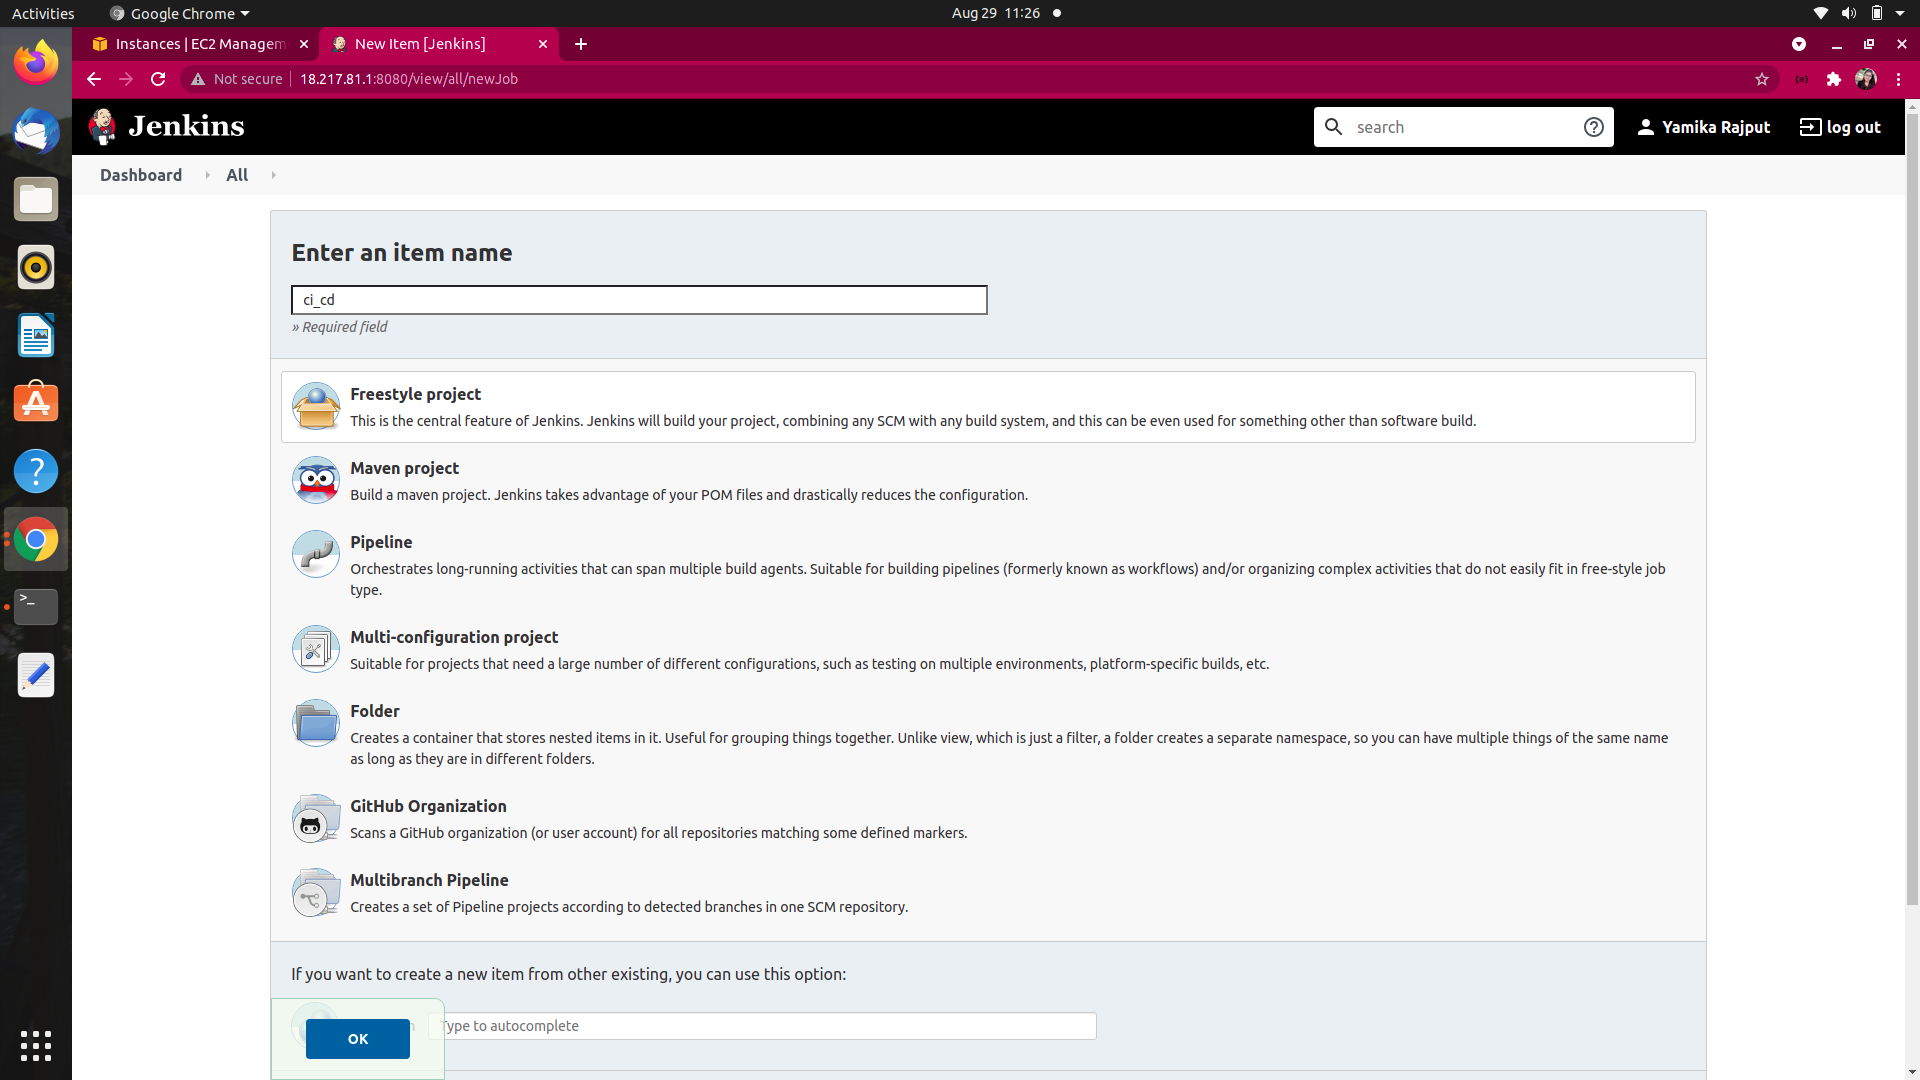 Activities
Google Chrome
Aug 29 11:26
Instances | EC2 Managem
New Item [Jenkins]
Not secure
18.217.81.1:8080/view/all/newJob
Jenkins
search
Yamika Rajput
log out
Dashboard
All
Enter an item name
ci_cd
» Required field
Freestyle project
This is the central feature of Jenkins. Jenkins will build your project, combining any SCM with any build system, and this can be even used for something other than software build.
Maven project
Build a maven project. Jenkins takes advantage of your POM files and drastically reduces the configuration.
Pipeline
Orchestrates long-running activities that can span multiple build agents. Suitable for building pipelines (formerly known as workflows) and/or organizing complex activities that do not easily fit in free-style job
type.
Multi-configuration project
Suitable for projects that need a large number of different configurations, such as testing on multiple environments, platform-specific builds, etc.
Folder
Creates a container that stores nested items in it. Useful for grouping things together. Unlike view, which is just a filter, a folder creates a separate namespace, so you can have multiple things of the same name
as long as they are in different folders.
GitHub Organization
Scans a GitHub organization (or user account) for all repositories matching some defined markers.
Multibranch Pipeline
Creates a set of Pipeline projects according to detected branches in one SCM repository.
If you want to create a new item from other existing, you can use this option:
Type to autocomplete
OK